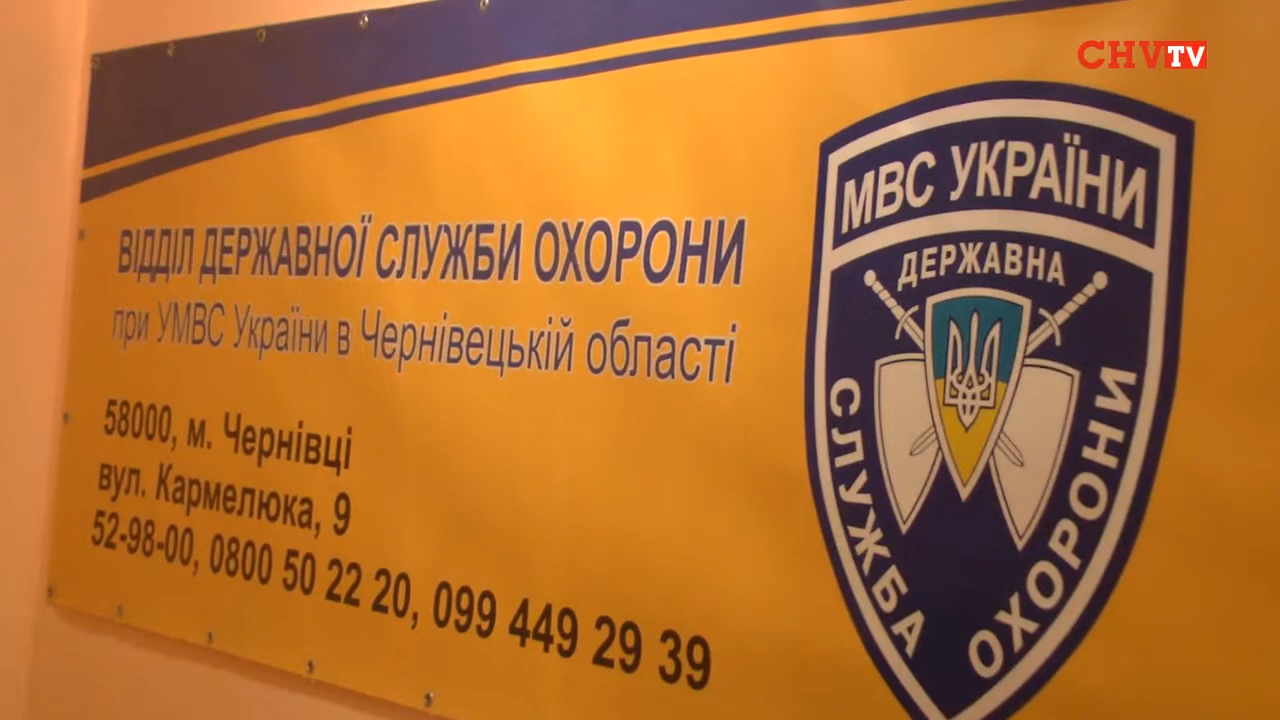 CHVTV
ВІДДІЛ ДЕРЖАВНОЇ СЛУЖБИ ОХОРОНИ
при УМВС України в Чернівецькій області
58000, м. Чернівці
вул. Кармелюка, 9
52-98-00, 0800 50 22 20, 099 449 29 39
МВС УКРАЇНИ
ДЕРЖАВНА
СЛУЖБА
ОХОРОНИ